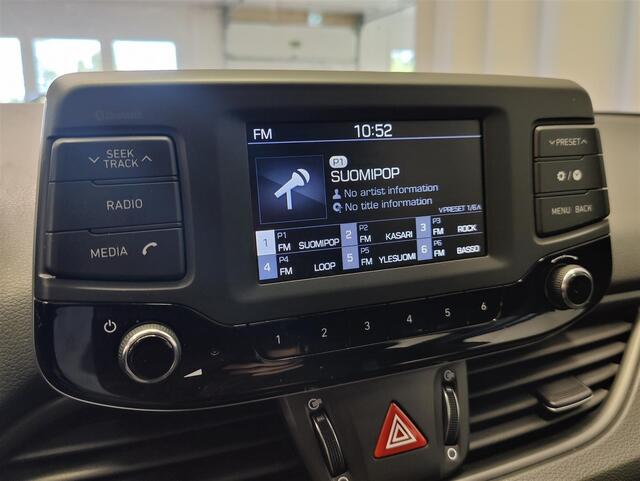 Bluetooth
SEEK
TRACK
RADIO
MEDIA
FM
10:52
P1
SUOMIPOP
No artist information
No title information
PRESET 1/6
1 P1 FM SUOMIPOP
2 P2 FM KASARI
3 P3 FM ROCK
4 P4 FM LOOP
5 P5 FM YLESUOMI
6 P6 FM BASSO
PRESET
/
MENU BACK
1 2 3 4 5 6